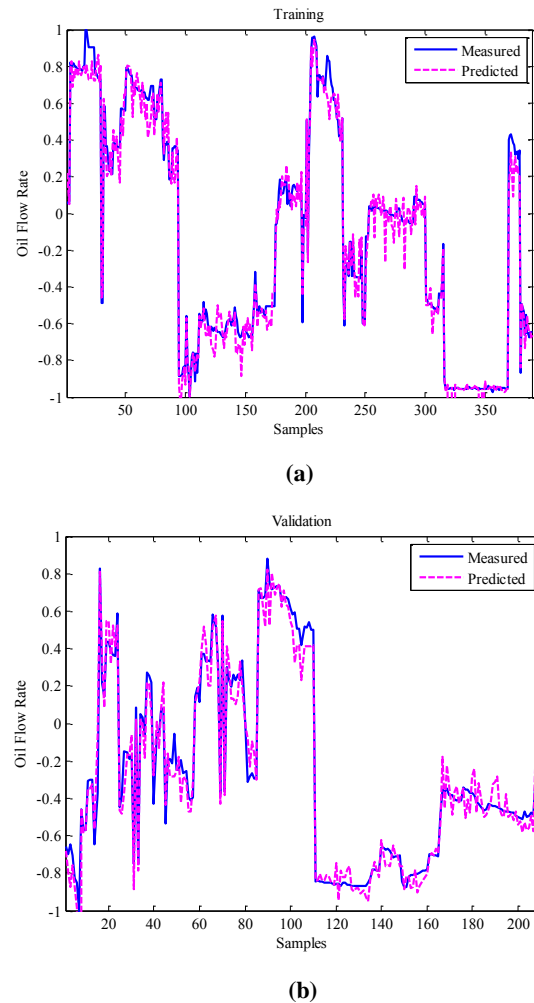 Training
Measured
Predicted
Oil Flow Rate
1
0.8
0.6
0.4
0.2
0
-0.2
-0.4
-0.6
-0.8
-1
50 100 150 200 250 300 350
Samples
(a)
Validation
Measured
Predicted
Oil Flow Rate
1
0.8
0.6
0.4
0.2
0
-0.2
-0.4
-0.6
-0.8
-1
20 40 60 80 100 120 140 160 180 200
Samples
(b)